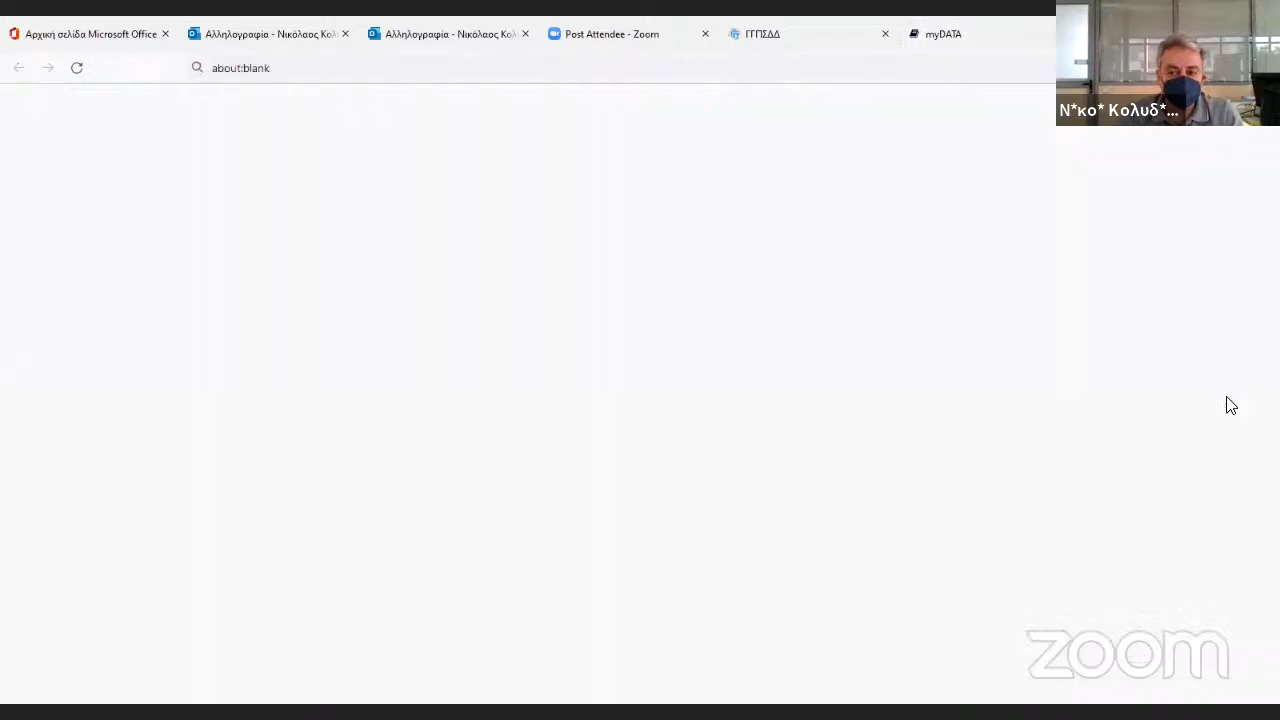 Αρχική σελίδα Microsoft Office
Αλληλογραφία - Νικόλαος Κολ
Αλληλογραφία - Νικόλαος Κολ
Post Attendee - Zoom
ΓΓΠΣΔΔ
myDATA
about:blank
Ν*κο* Κολυδ*...
zoom